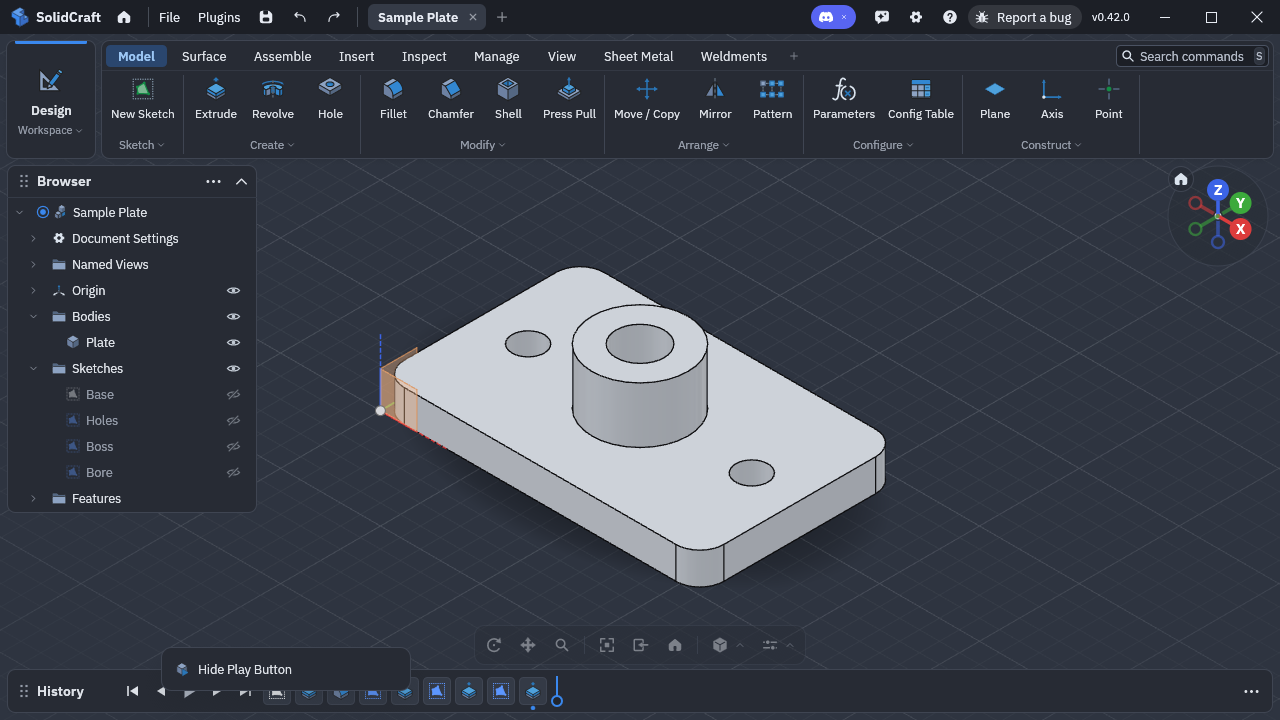 SolidCraft
File
Plugins
Sample Plate
Report a bug
v0.42.0
Design
Workspace
Model
Surface
Assemble
Insert
Inspect
Manage
View
Sheet Metal
Weldments
Search commands
S
New Sketch
Extrude
Revolve
Hole
Fillet
Chamfer
Shell
Press Pull
Move / Copy
Mirror
Pattern
Parameters
Config Table
Plane
Axis
Point
Sketch
Create
Modify
Arrange
Configure
Construct
Browser
Sample Plate
Document Settings
Named Views
Origin
Bodies
Plate
Sketches
Base
Holes
Boss
Bore
Features
Z
Y
X
Hide Play Button
History